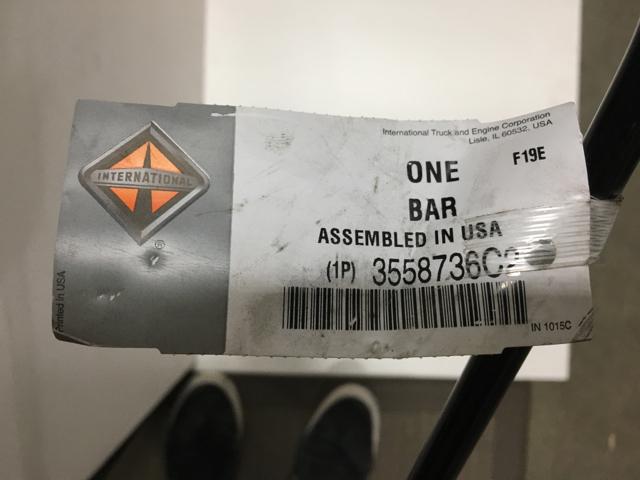 International Truck and Engine Corporation
Lisle, IL 60532, USA
INTERNATIONAL
®
ONE
F19E
BAR
ASSEMBLED IN USA
(1P) 3558736C2
IN 1015C
Printed in USA